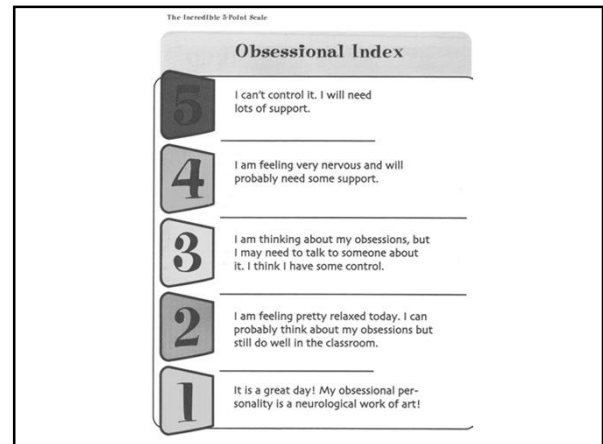 The Incredible 5-Point Scale
Obsessional Index
5
I can't control it. I will need
lots of support.
4
I am feeling very nervous and will
probably need some support.
3
I am thinking about my obsessions, but
I may need to talk to someone about
it. I think I have some control.
2
I am feeling pretty relaxed today. I can
probably think about my obsessions but
still do well in the classroom.
1
It is a great day! My obsessional per-
sonality is a neurological work of art!